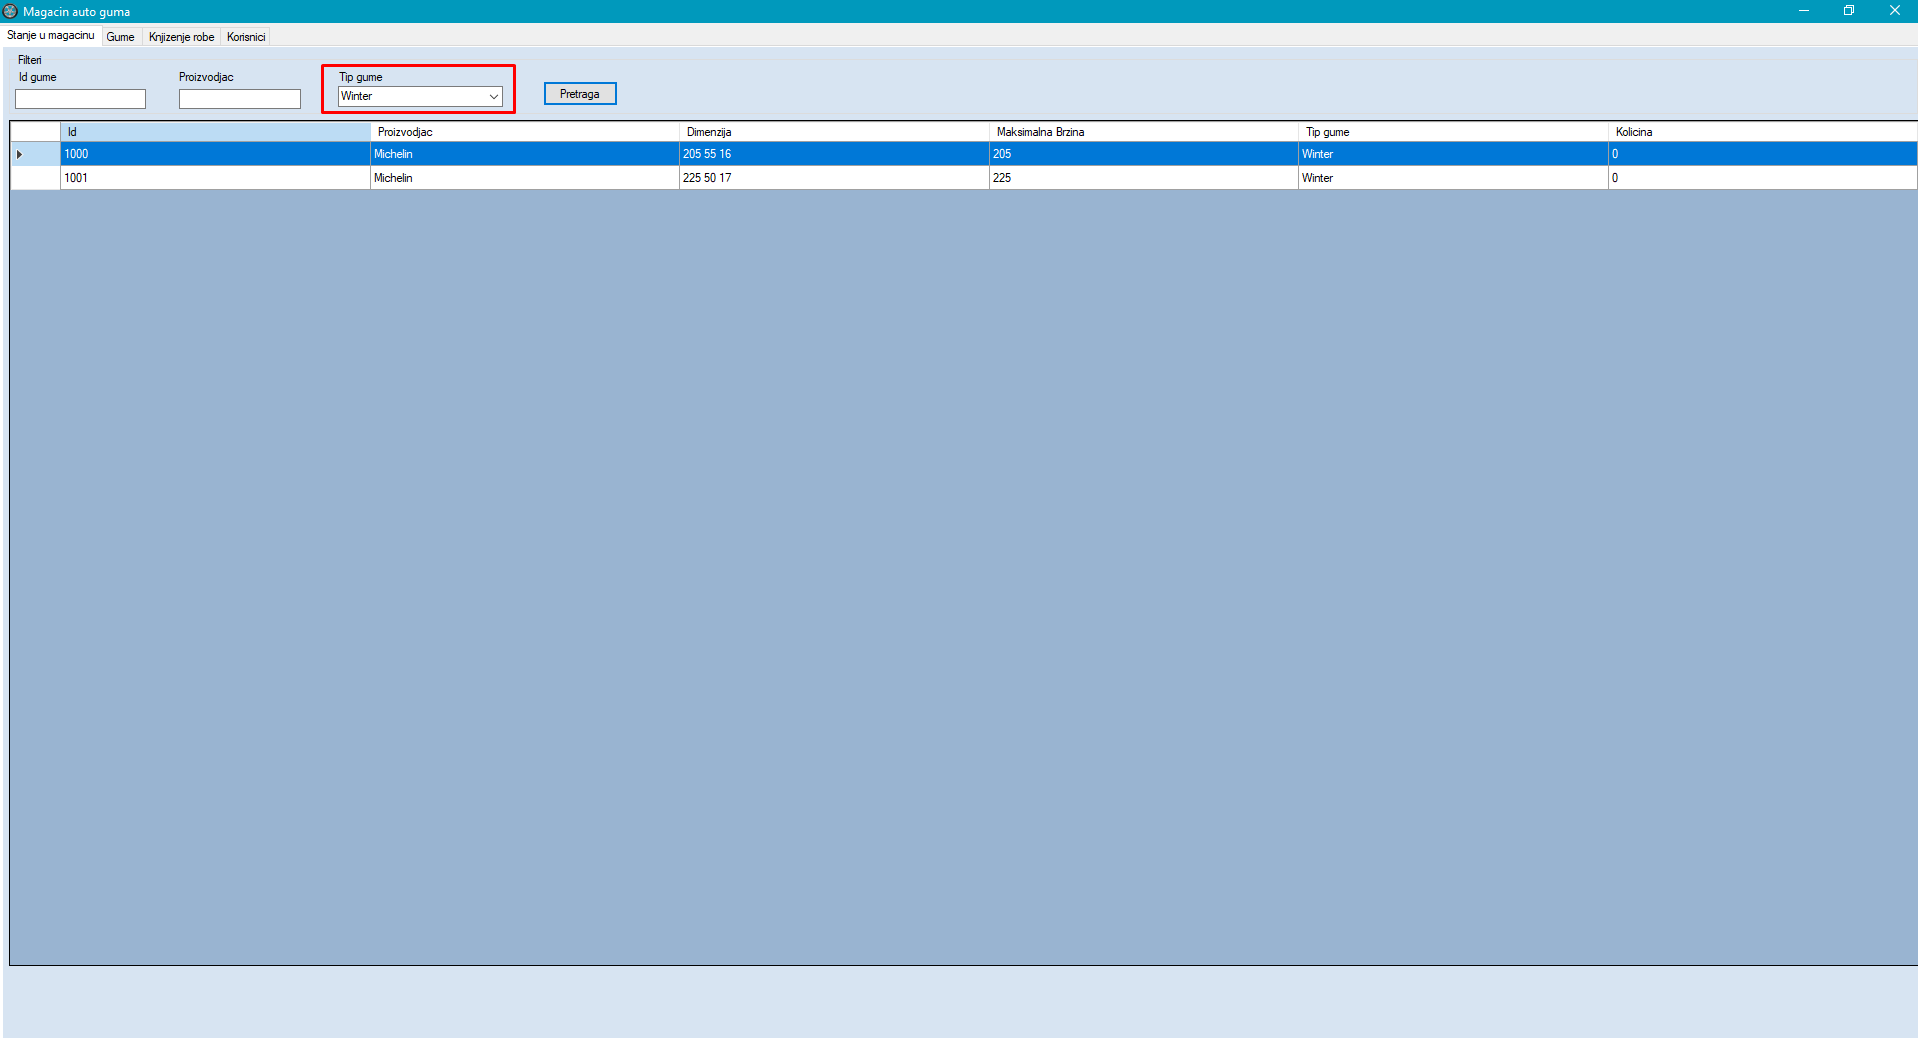 Magacin auto guma
Stanje u magacinu Gume Knjizenje robe Korisnici
Filteri
Id gume Proizvodjac Tip gume
Winter Pretraga
Id Proizvodjac Dimenzija Maksimalna Brzina Tip gume Kolicina
1000 Michelin 205 55 16 205 Winter 0
1001 Michelin 225 50 17 225 Winter 0